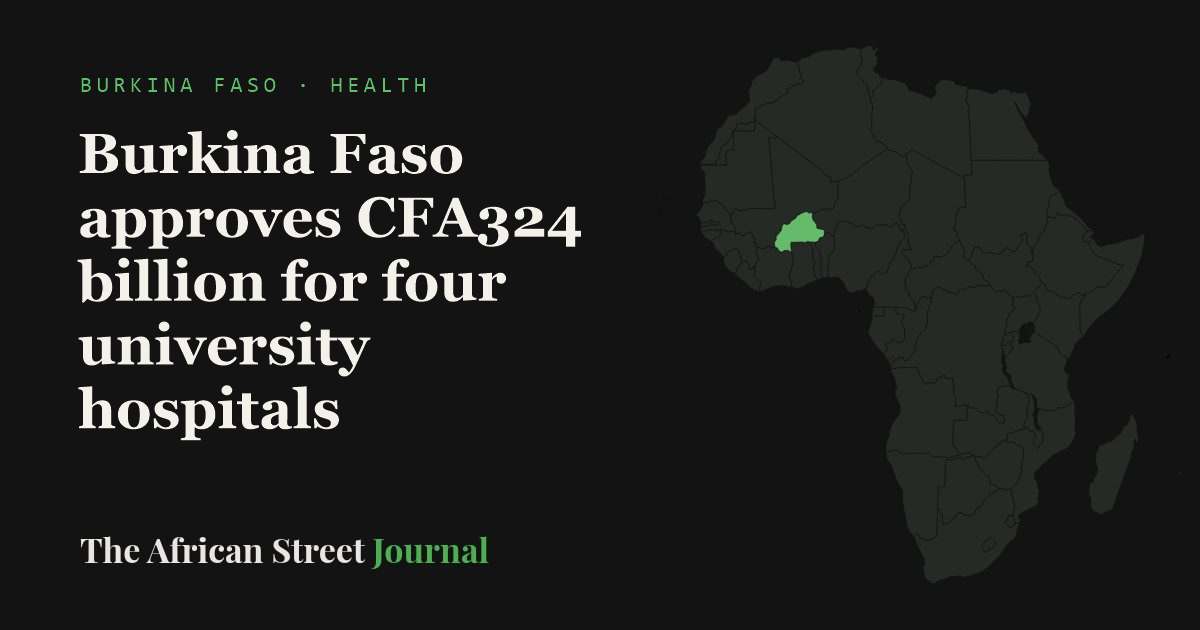 BURKINA FASO · HEALTH
Burkina Faso
approves CFA324
billion for four
university
hospitals
The African Street Journal